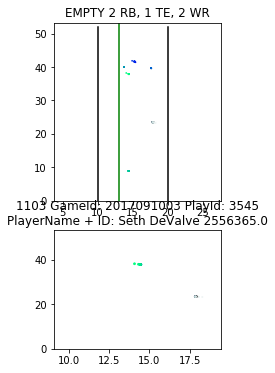 EMPTY 2 RB, 1 TE, 2 WR
50
40
30
20
10
0
5 10 15 20 25
1103 GameId: 2017091003 PlayId: 3545
PlayerName + ID: Seth DeValve 2556365.0
40
20
0
10.0 12.5 15.0 17.5